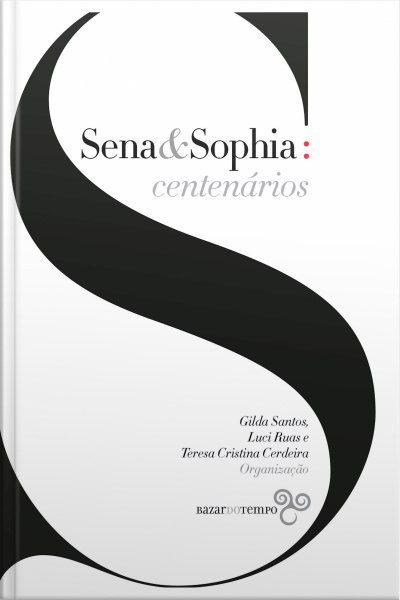 S
Sena&Sophia:
centenários
Gilda Santos,
Luci Ruas e
Teresa Cristina Cerdeira
Organização
BAZARDOTEMPO